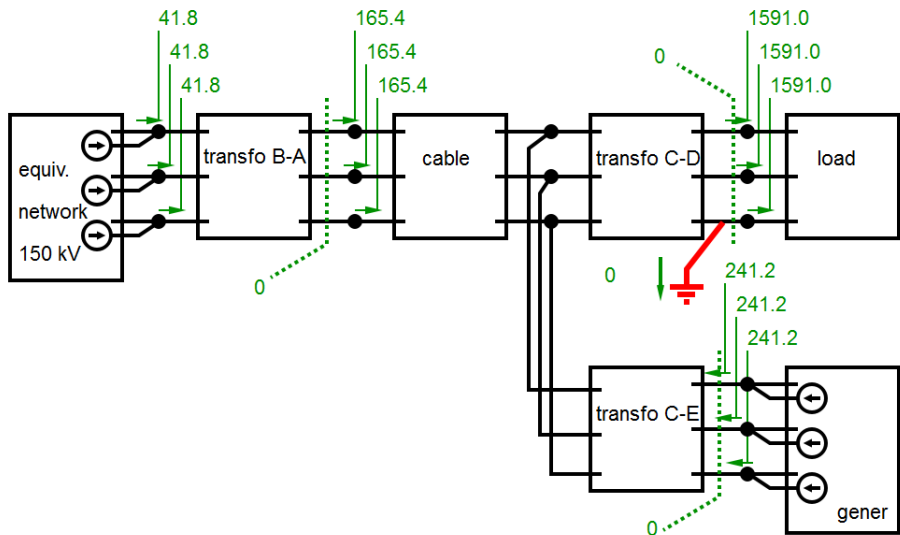 41.8
165.4
1591.0
41.8
165.4
0
1591.0
41.8
165.4
1591.0
equiv.
network
150 kV
transfo B-A
cable
transfo C-D
load
0
0
241.2
241.2
241.2
transfo C-E
gener
0